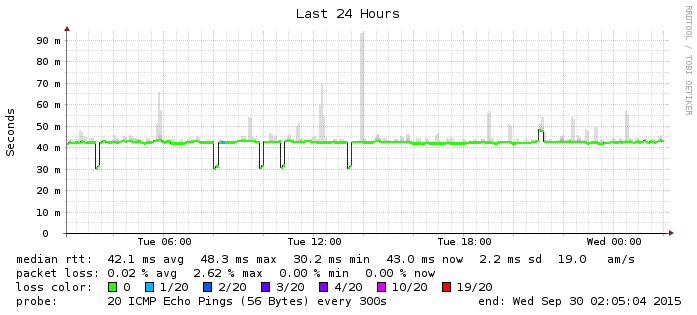 Last 24 Hours
RRDTOOL / TOBI OETIKER
Seconds
90 m
80 m
70 m
60 m
50 m
40 m
30 m
20 m
10 m
0
Tue 06:00 Tue 12:00 Tue 18:00 Wed 00:00
median rtt: 42.1 ms avg 48.3 ms max 30.2 ms min 43.0 ms now 2.2 ms sd 19.0 am/s
packet loss: 0.02 % avg 2.62 % max 0.00 % min 0.00 % now
loss color: 0 1/20 2/20 3/20 4/20 10/20 19/20
probe: 20 ICMP Echo Pings (56 Bytes) every 300s end: Wed Sep 30 02:05:04 2015